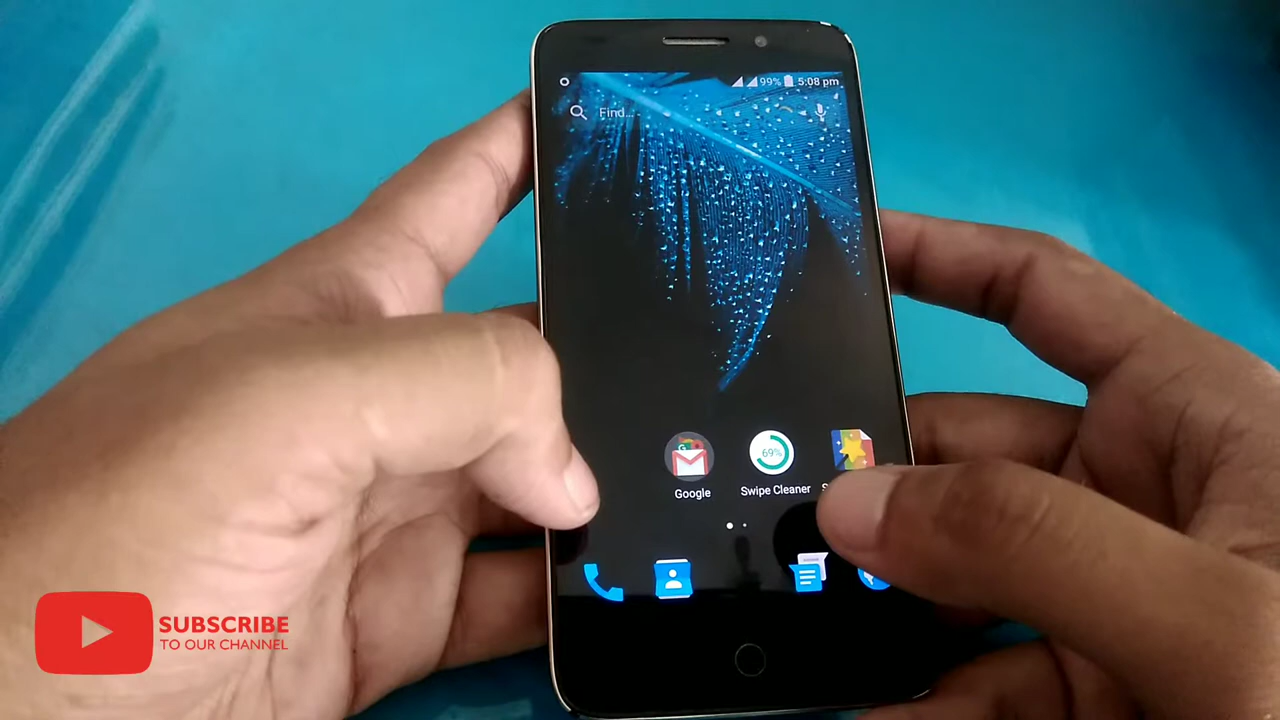 99% 5:08 pm
Find...
69%
Google
Swipe Cleaner
SUBSCRIBE
TO OUR CHANNEL